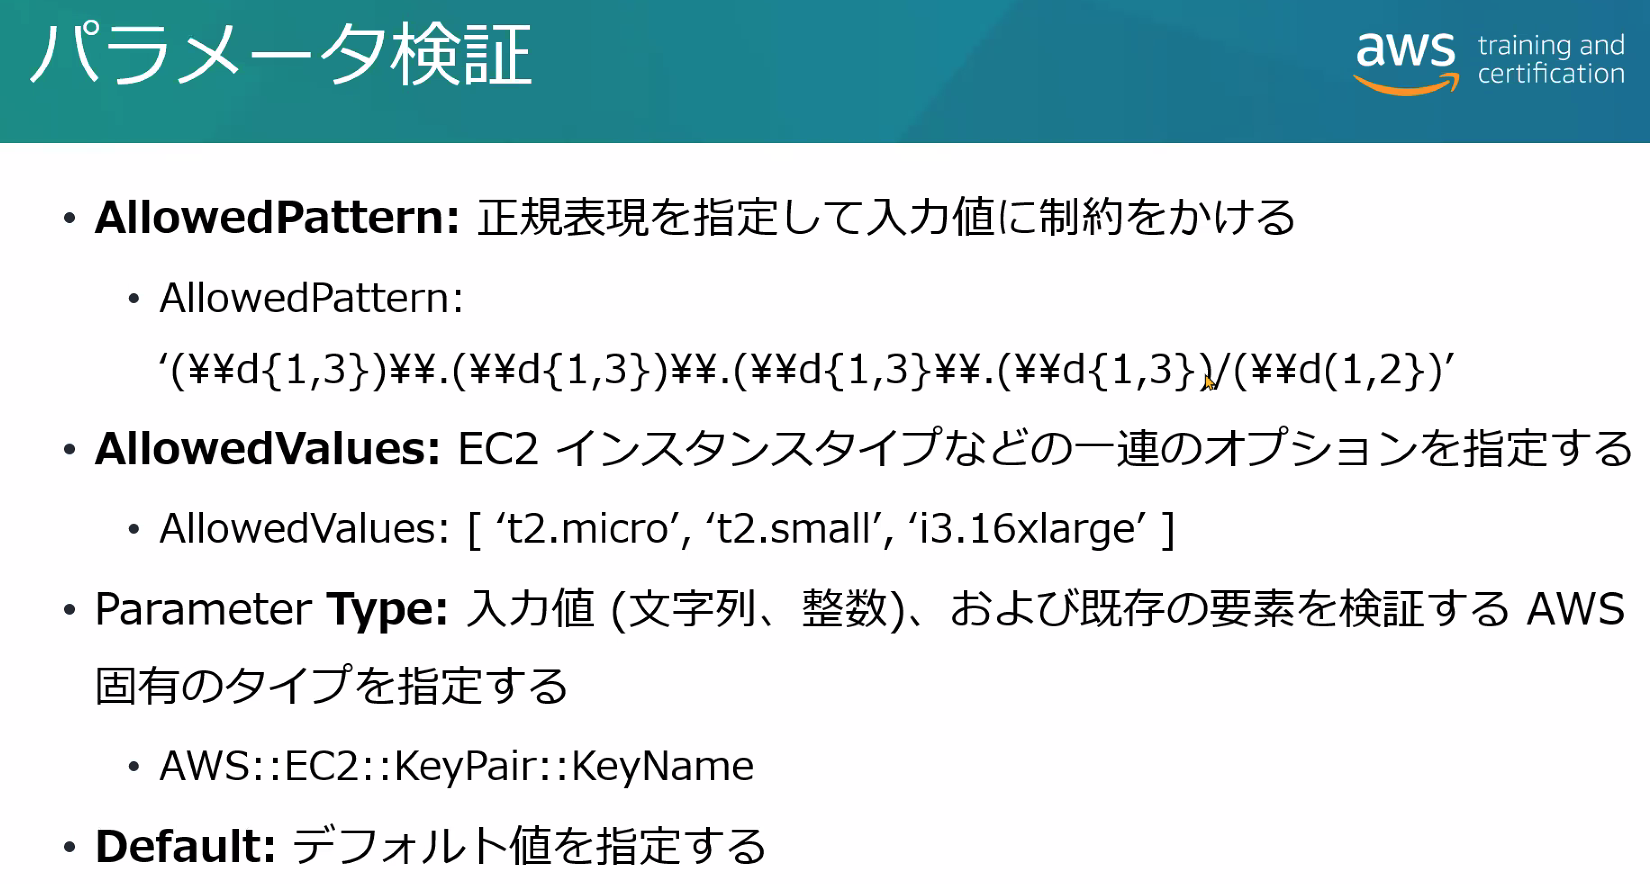 パラメータ検証
aws training and
certification
• AllowedPattern: 正規表現を指定して入力値に制約をかける
• AllowedPattern:
‘(¥¥d{1,3})¥¥.(¥¥d{1,3})¥¥.(¥¥d{1,3}¥¥.(¥¥d{1,3})/(¥¥d(1,2})’
• AllowedValues: EC2 インスタンスタイプなどの一連のオプションを指定する
• AllowedValues: [ ‘t2.micro’, ‘t2.small’, ‘i3.16xlarge’ ]
• Parameter Type: 入力値 (文字列、整数)、および既存の要素を検証する AWS
固有のタイプを指定する
• AWS::EC2::KeyPair::KeyName
• Default: デフォルト値を指定する